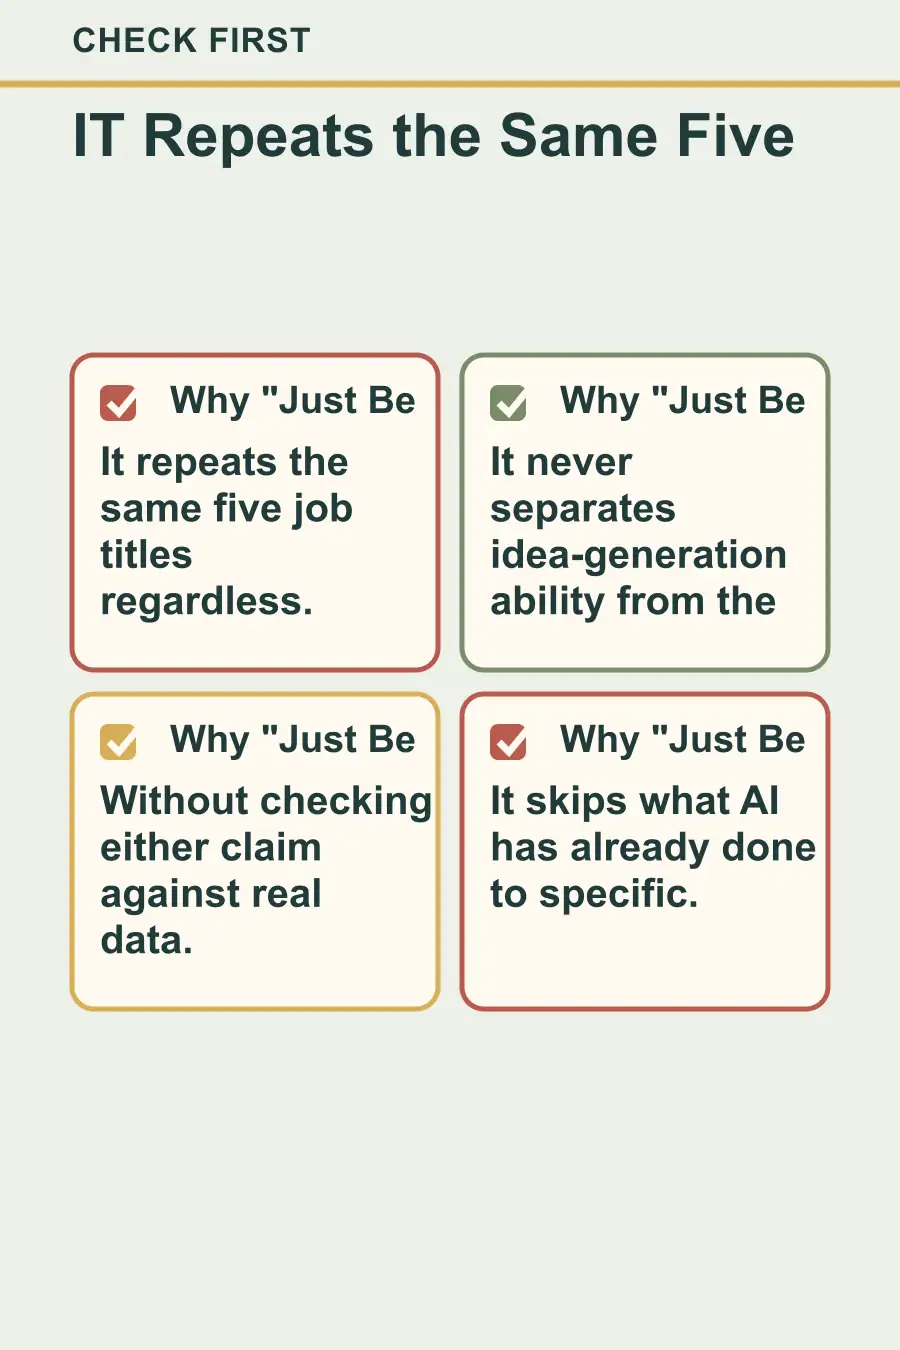 CHECK FIRST
IT Repeats the Same Five
Why "Just Be
It repeats the
same five job
titles
regardless.
Why "Just Be
It never
separates
idea-generation
ability from the
Why "Just Be
Without checking
either claim
against real
data.
Why "Just Be
It skips what AI
has already done
to specific.